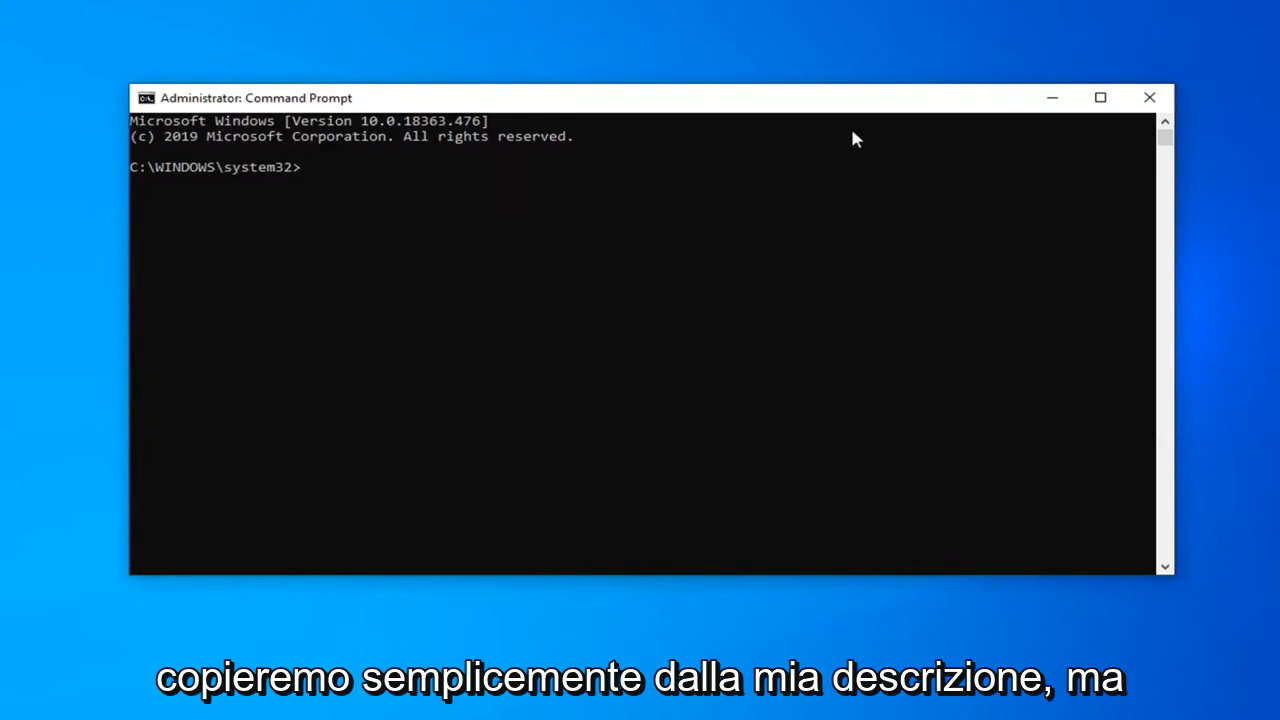 Administrator: Command Prompt
Microsoft Windows [Version 10.0.18363.476]
(c) 2019 Microsoft Corporation. All rights reserved.
C:\WINDOWS\system32>
copieremo semplicemente dalla mia descrizione, ma